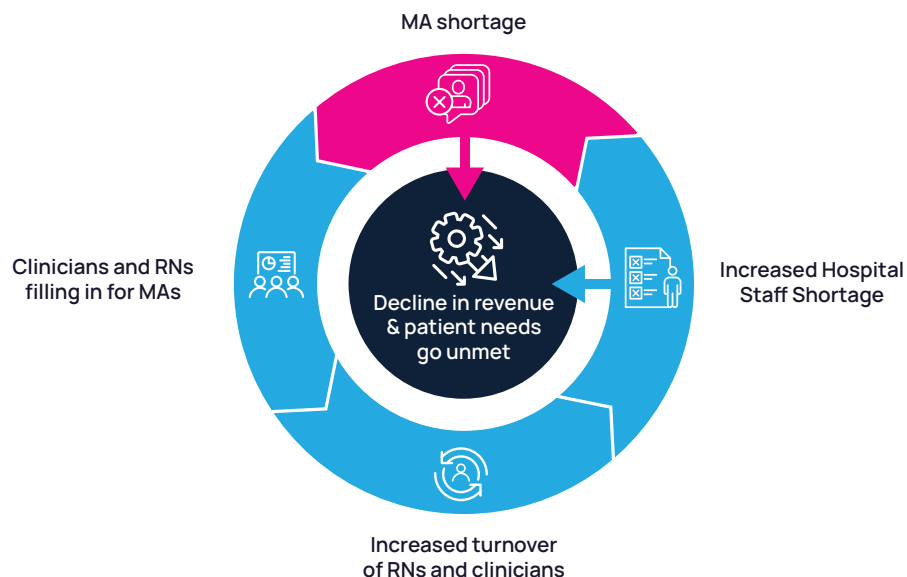 MA shortage
Clinicians and RNs
filling in for MAs
Decline in revenue
& patient needs
go unmet
Increased Hospital
Staff Shortage
Increased turnover
of RNs and clinicians